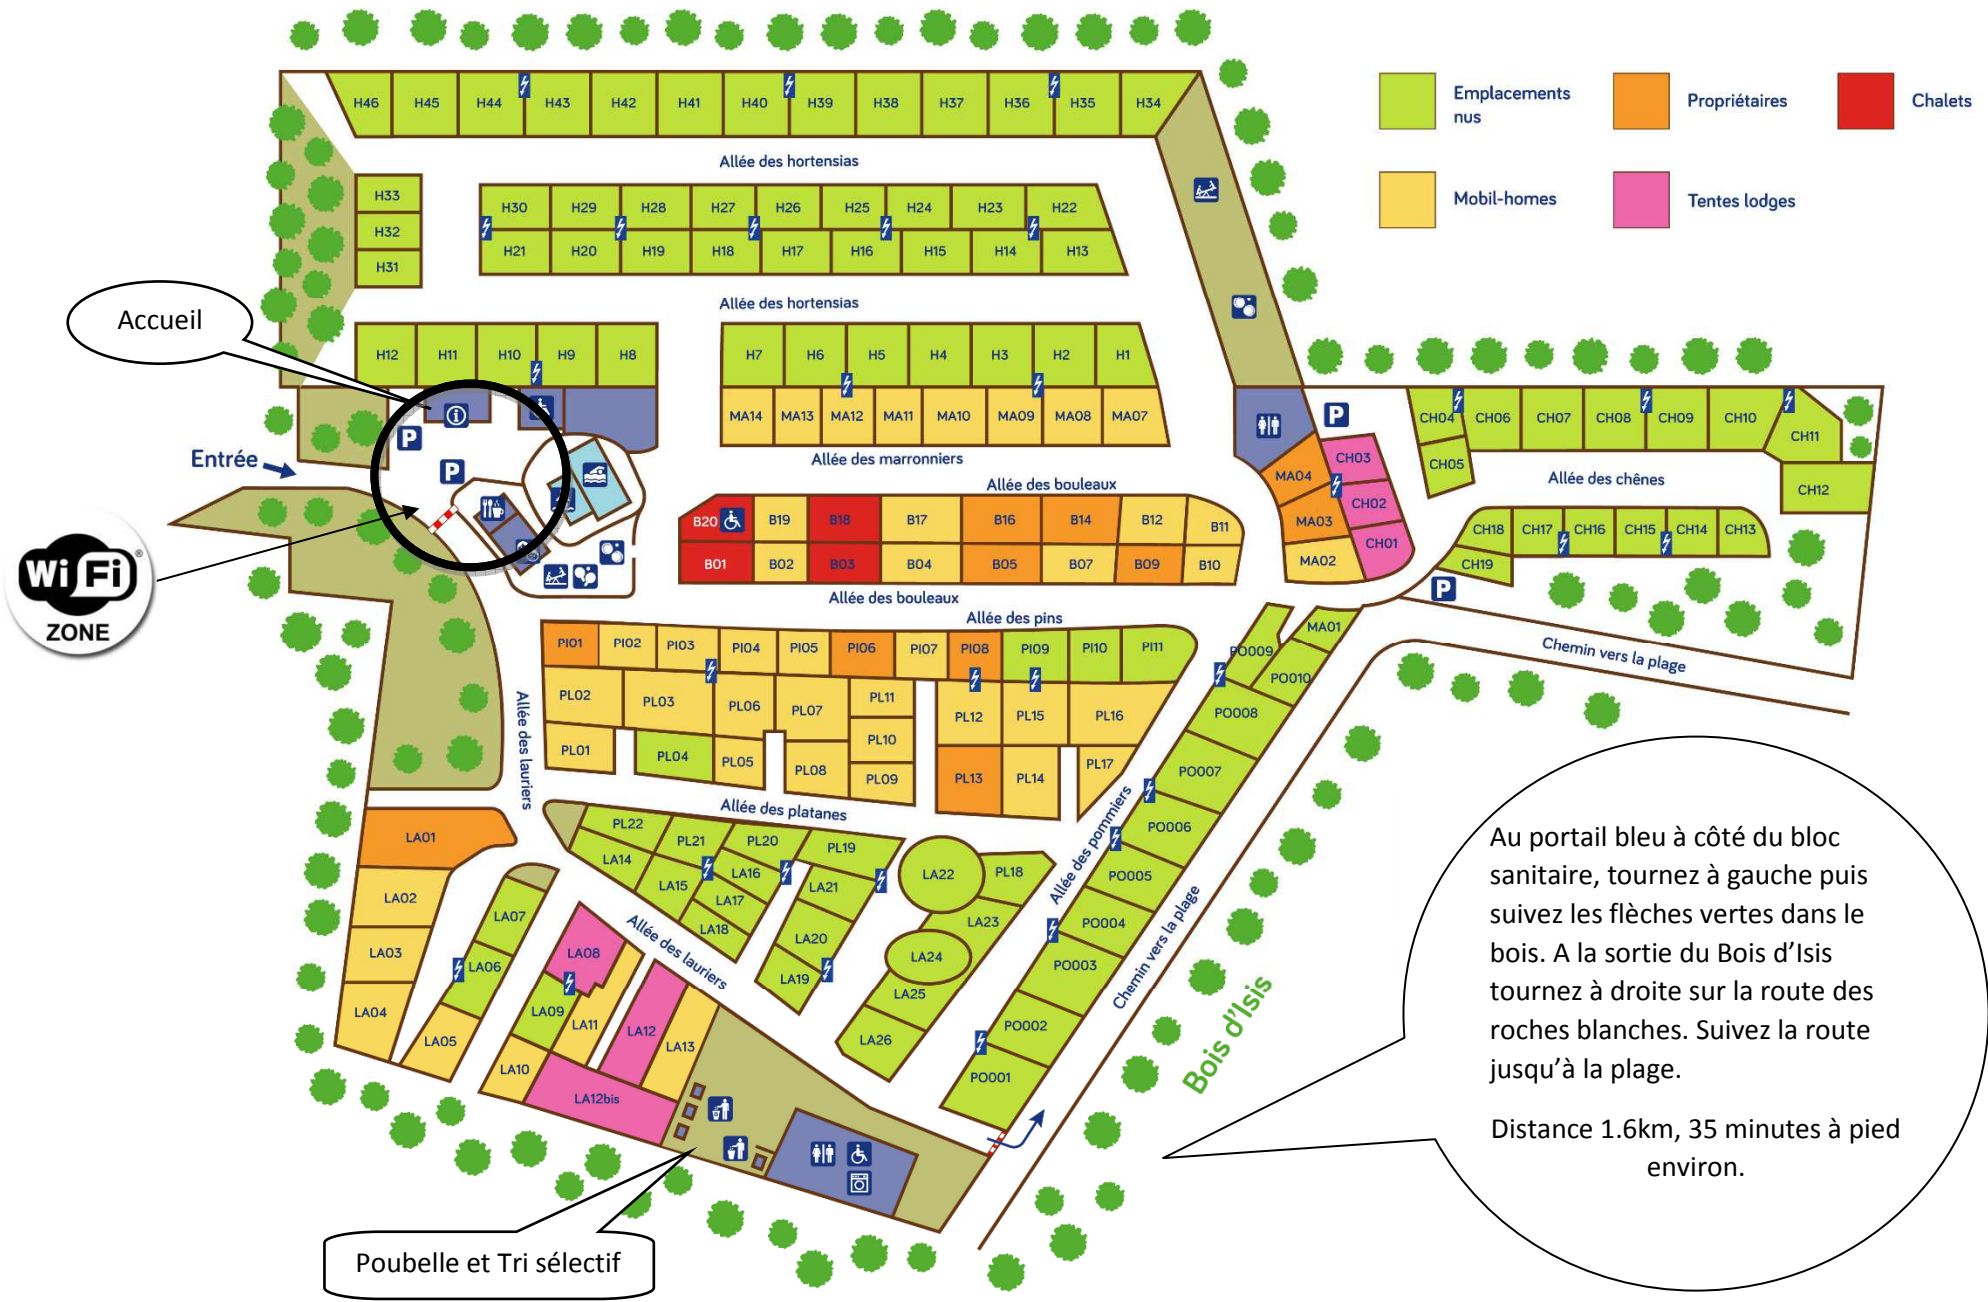 H46 H45 H44 H43 H42 H41 H40 H39 H38 H37 H36 H35 H34
Emplacements
nus
Propriétaires
Chalets
Mobil-homes
Tentes lodges
Allée des hortensias
H33
H32
H31
H30 H29 H28 H27 H26 H25 H24 H23 H22
H21 H20 H19 H18 H17 H16 H15 H14 H13
Allée des hortensias
Accueil
H12 H11 H10 H9 H8
H7 H6 H5 H4 H3 H2 H1
MA14 MA13 MA12 MA11 MA10 MA09 MA08 MA07
Allée des marronniers
P
P
i
Entrée
P
CH04 CH06 CH07 CH08 CH09 CH10 CH11
CH05
CH12
Allée des chênes
CH18 CH17 CH16 CH15 CH14 CH13
CH19
P
MA04 CH03
CH02
MA03
CH01
MA02
Allée des bouleaux
B20 B19 B18 B17 B16 B14 B12 B11
B01 B02 B03 B04 B05 B07 B09 B10
Allée des bouleaux
WiFi
®
ZONE
Allée des pins
PI01 PI02 PI03 PI04 PI05 PI06 PI07 PI08 PI09 PI10 PI11
PL02 PL03 PL06 PL07 PL11 PL12 PL15 PL16
PL10
PL01 PL04 PL05 PL08 PL09 PL13 PL14 PL17
Allée des lauriers
Allée des platanes
MA01
PO009
PO010
PO008
PO007
PO006
PO005
PO004
PO003
PO002
PO001
Allée des pommiers
Chemin vers la plage
Chemin vers la plage
Bois d'Isis
PL22 PL21 PL20 PL19
LA14 LA15 LA16 LA21 LA22 PL18
LA17 LA18 LA20 LA19
LA23
LA24
LA25
LA26
Allée des lauriers
LA01
LA02
LA03
LA04
LA05
LA07
LA06
LA08
LA09
LA11
LA10
LA12
LA13
LA12bis
Poubelle et Tri sélectif
Au portail bleu à côté du bloc
sanitaire, tournez à gauche puis
suivez les flèches vertes dans le
bois. A la sortie du Bois d’Isis
tournez à droite sur la route des
roches blanches. Suivez la route
jusqu’à la plage.
Distance 1.6km, 35 minutes à pied
environ.